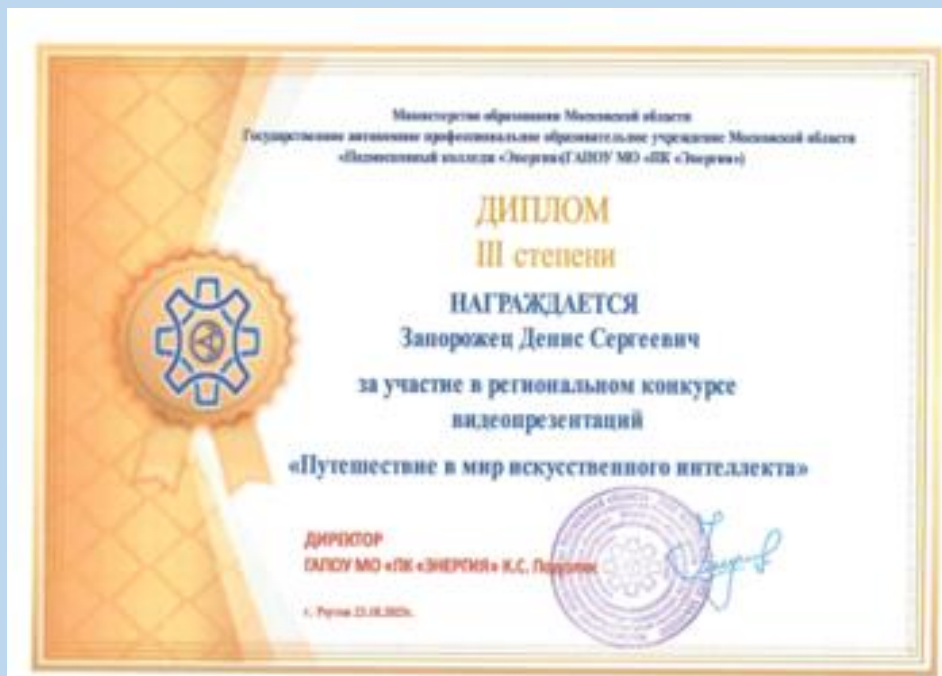 Министерство образования Московской области
Государственное автономное профессиональное образовательное учреждение Московской области
«Подмосковный колледж «Энергия»(ГАПОУ МО «ПК «Энергия»)
ДИПЛОМ
III степени
НАГРАЖДАЕТСЯ
Запорожец Денис Сергеевич
за участие в региональном конкурсе
видеопрезентаций
«Путешествие в мир искусственного интеллекта»
ДИРЕКТОР
ГАПОУ МО «ПК «ЭНЕРГИЯ» К.С.
г. Реутов